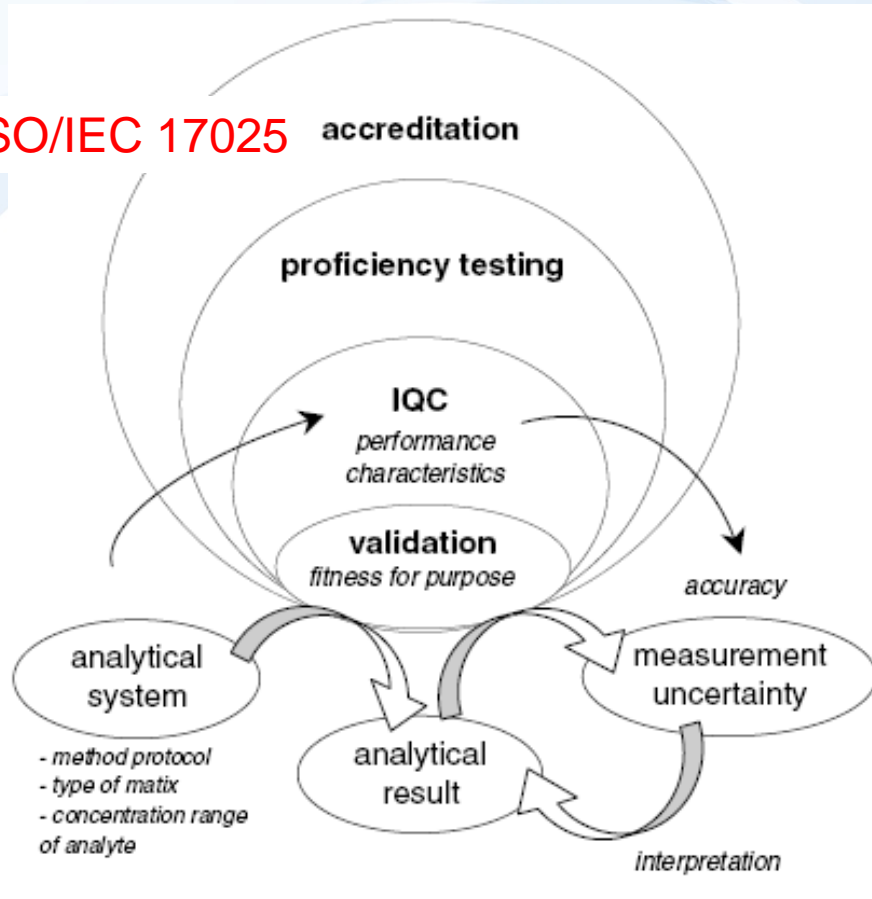 SO/IEC 17025
accreditation
proficiency testing
IQC
performance
characteristics
validation
fitness for purpose
accuracy
analytical
system
measurement
uncertainty
- method protocol
- type of matix
- concentration range
of analyte
analytical
result
interpretation